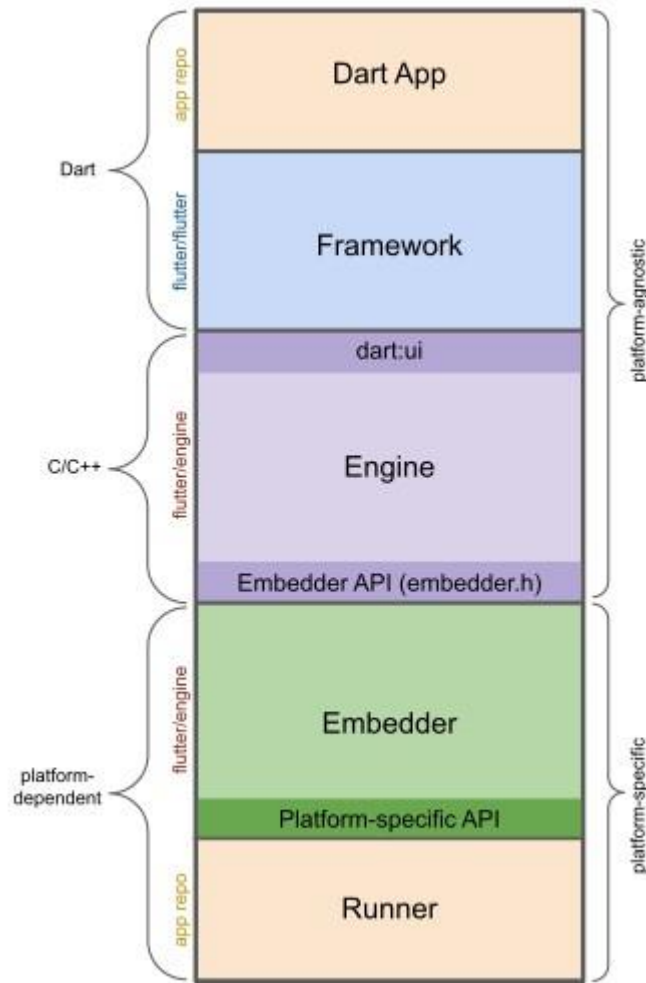 Dart App
app repo
Dart
Framework
flutter/flutter
platform-agnostic
dart:ui
C/C++
flutter/engine
Engine
Embedder API (embedder.h)
Embedder
flutter/engine
platform-
dependent
platform-specific
Platform-specific API
Runner
app repo